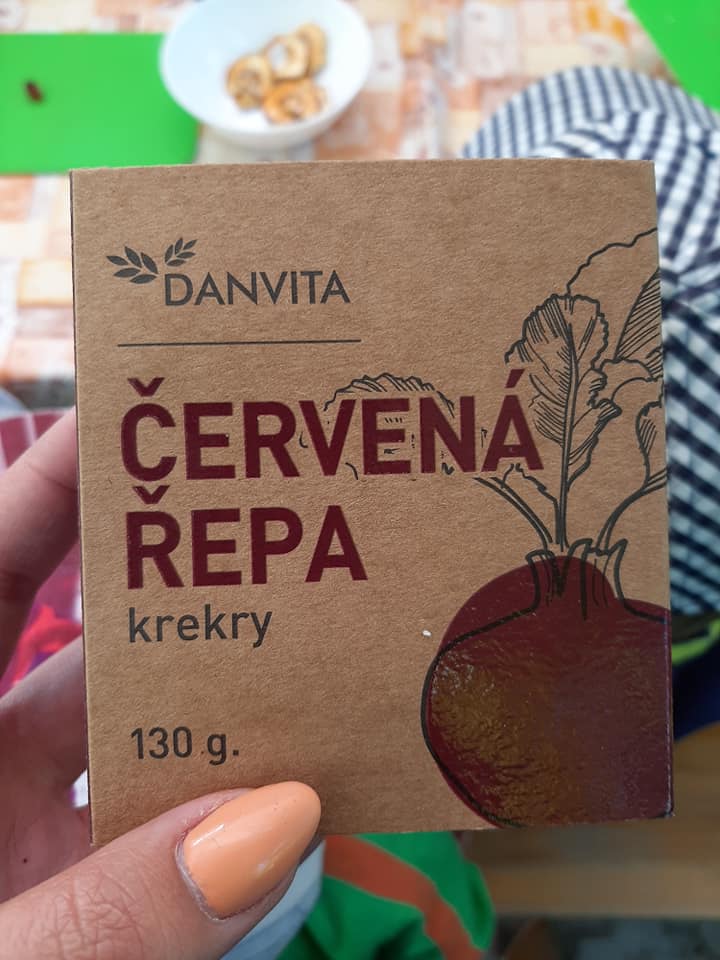 DANVITA
ČERVENÁ
ŘEPA
krekry
130 g.